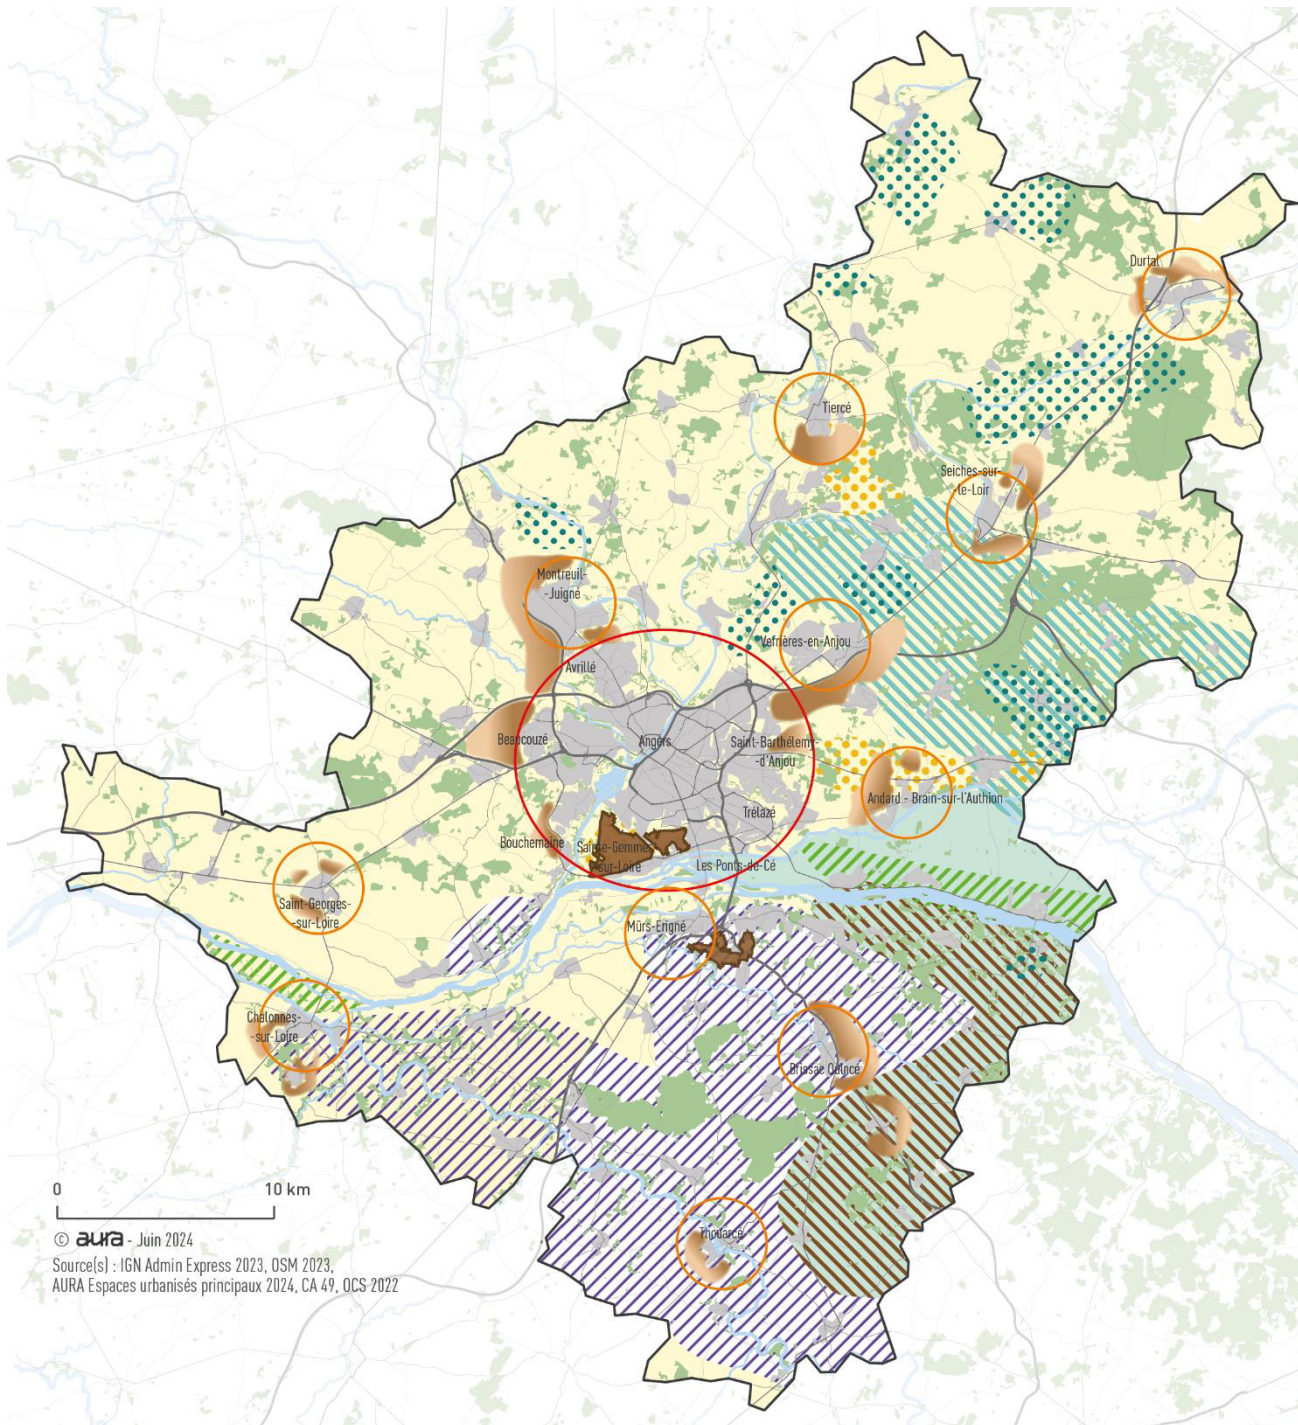 Durtal
Tiercé
Seiches-sur-
-le-Loir
Montreuil-
-Juigné
Verrières-en-Anjou
Avrillé
Beaucouzé
Angers
Saint-Barthélemy-
-d'Anjou
Andard - Brain-sur-l'Authion
Trélazé
Bouchemaine
Sainte-Gemmes
-sur-Loire
Les Ponts-de-Cé
Saint-Georges-
-sur-Loire
Mûrs-Erigné
Chalonnes-
-sur-Loire
Brissac Quincé
Thouarcé
0 10 km
© aura - Juin 2024
Source(s) : IGN Admin Express 2023, OSM 2023,
AURA Espaces urbanisés principaux 2024, CA 49, OCS 2022